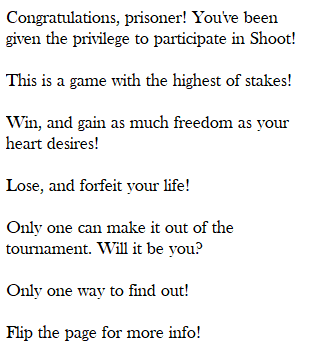 Congratulations, prisoner! You've been
given the privilege to participate in Shoot!
This is a game with the highest of stakes!
Win, and gain as much freedom as your
heart desires!
Lose, and forfeit your life!
Only one can make it out of the
tournament. Will it be you?
Only one way to find out!
Flip the page for more info!